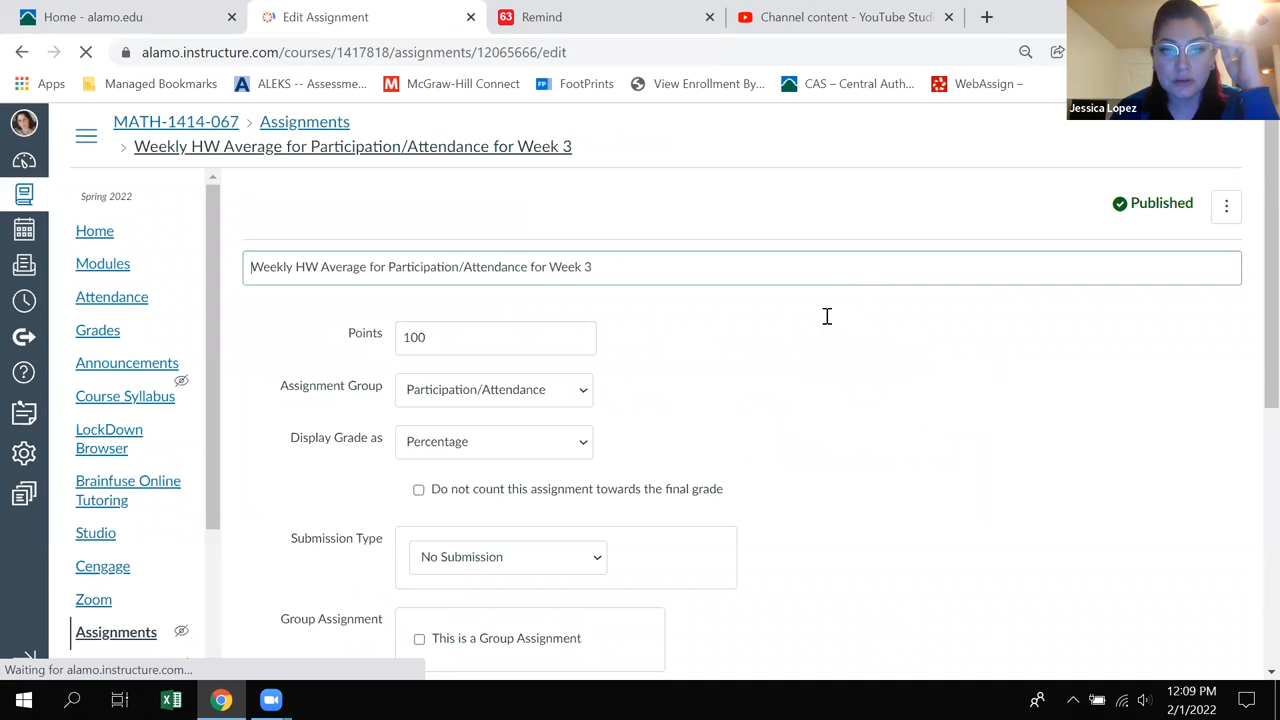 Home - alamo.edu
Edit Assignment
63 Remind
Channel content - YouTube Studi
alamo.instructure.com/courses/1417818/assignments/12065666/edit
Apps
Managed Bookmarks
ALEKS -- Assessme...
McGraw-Hill Connect
FootPrints
View Enrollment By...
CAS – Central Auth...
WebAssign –
Jessica Lopez
MATH-1414-067 > Assignments
> Weekly HW Average for Participation/Attendance for Week 3
Spring 2022
Published
Home
Modules
Attendance
Grades
Announcements
Course Syllabus
LockDown
Browser
Brainfuse Online
Tutoring
Studio
Cengage
Zoom
Assignments
Weekly HW Average for Participation/Attendance for Week 3
Points 100
Assignment Group Participation/Attendance
Display Grade as Percentage
Do not count this assignment towards the final grade
Submission Type No Submission
Group Assignment
This is a Group Assignment
Waiting for alamo.instructure.com...
12:09 PM
2/1/2022